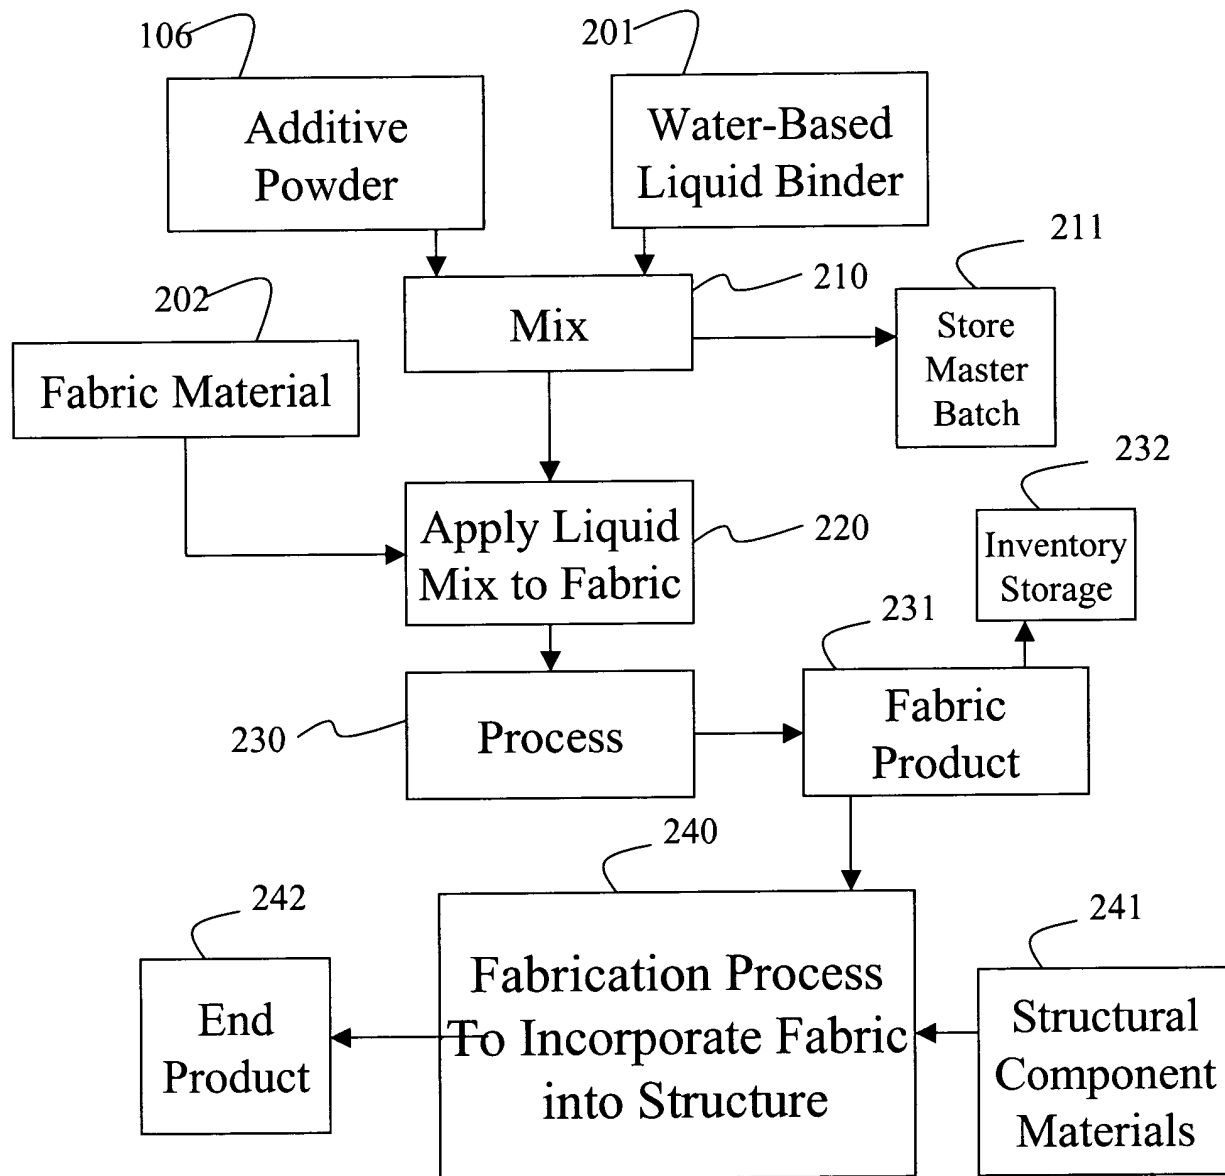 106
201
Additive
Powder
Water-Based
Liquid Binder
202
210
211
Mix
Store
Master
Batch
Fabric Material
232
Apply Liquid
Mix to Fabric
220
Inventory
Storage
231
230
Process
Fabric
Product
240
242
241
Fabrication Process
To Incorporate Fabric
into Structure
End
Product
Structural
Component
Materials